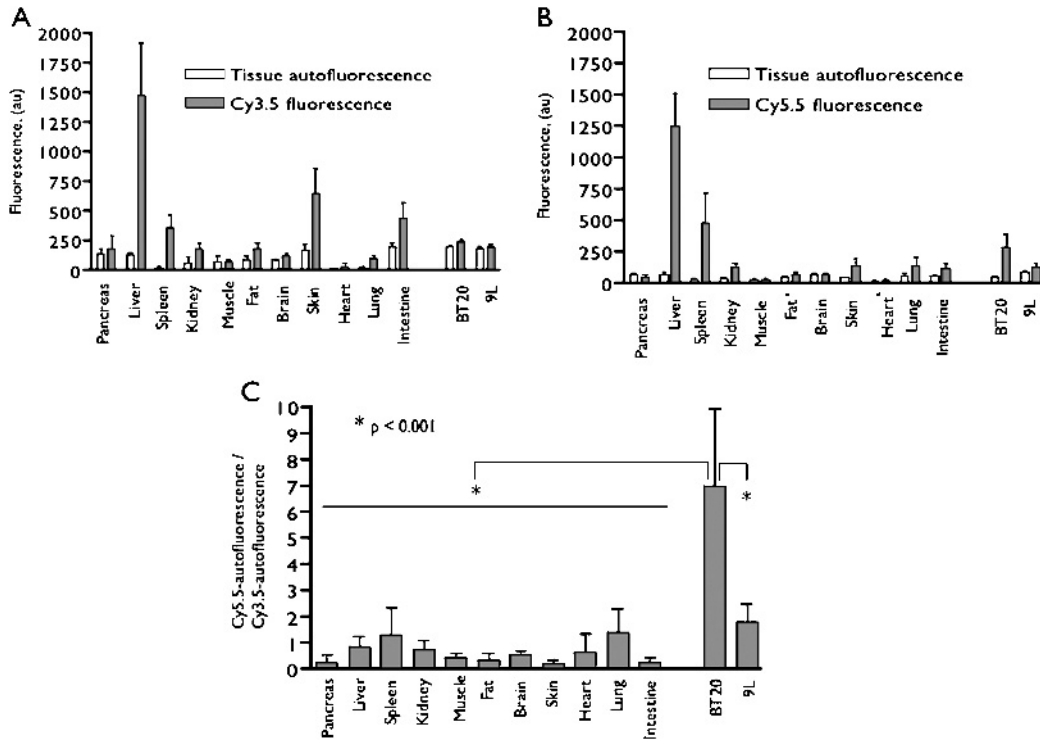 A
Fluorescence. (au)
2000
1750
1500
1250
1000
750
500
250
0
Tissue autofluorescence
Cy3.5 fluorescence
Pancreas
Liver
Spleen
Kidney
Muscle
Fat
Brain
Skin
Heart
Lung
Intestine
BT20
9L
B
Fluorescence, (au)
2000
1750
1500
1250
1000
750
500
250
0
Tissue autofluorescence
Cy5.5 fluorescence
Pancreas
Liver
Spleen
Kidney
Muscle
Fat
Brain
Skin
Heart
Lung
Intestine
BT20
9L
C
Cy5.5-autofluorescence /
Cy3.5-autofluorescence
10
9
8
7
6
5
4
3
2
1
0
* p < 0.001
*
*
Pancreas
Liver
Spleen
Kidney
Muscle
Fat
Brain
Skin
Heart
Lung
Intestine
BT20
9L